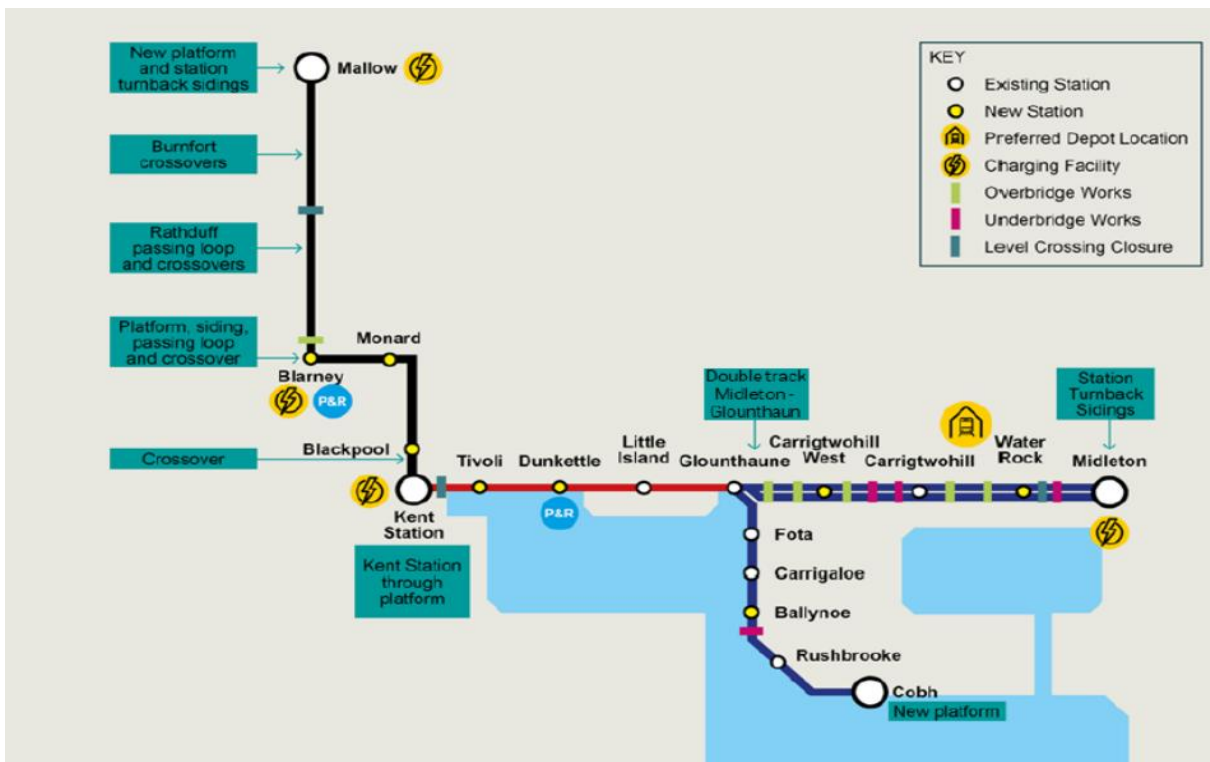 New platform
and station
turnback sidings
Mallow
KEY
Existing Station
New Station
Preferred Depot Location
Charging Facility
Overbridge Works
Underbridge Works
Level Crossing Closure
Burnfort
crossovers
Rathduff
passing loop
and crossovers
Platform, siding,
passing loop
and crossover
Monard
Blarney
P&R
Double track
Midleton -
Glounthaun
Station
Turnback
Sidings
Crossover
Blackpool
Tivoli
Dunkettle
Little
Island
Glounthaune
Carrigtwohill
West
Carrigtwohill
Water
Rock
Midleton
P&R
Kent
Station
Kent Station
through
platform
Fota
Carrigaloe
Ballynoe
Rushbrooke
Cobh
New platform